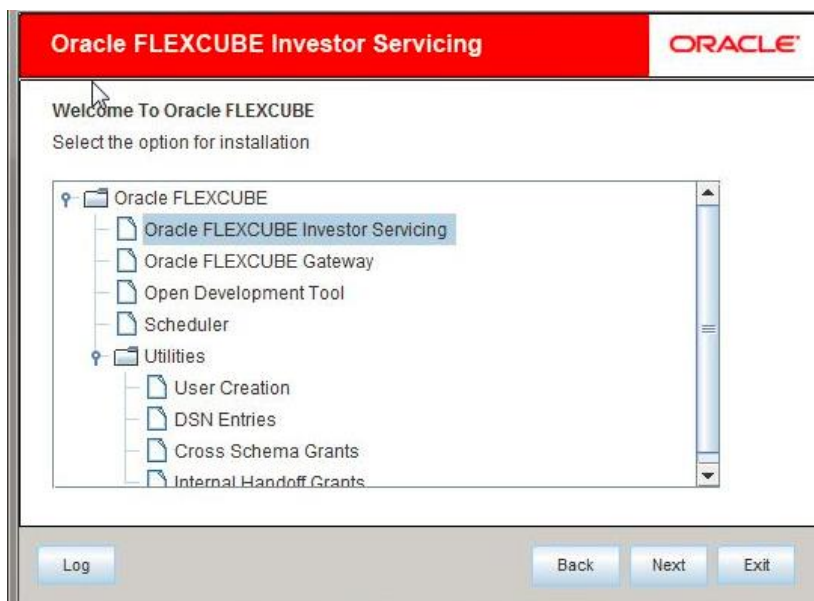 Oracle FLEXCUBE Investor Servicing
ORACLE
Welcome To Oracle FLEXCUBE
Select the option for installation
Oracle FLEXCUBE
Oracle FLEXCUBE Investor Servicing
Oracle FLEXCUBE Gateway
Open Development Tool
Scheduler
Utilities
User Creation
DSN Entries
Cross Schema Grants
Internal Handoff Grants
Log
Back
Next
Exit